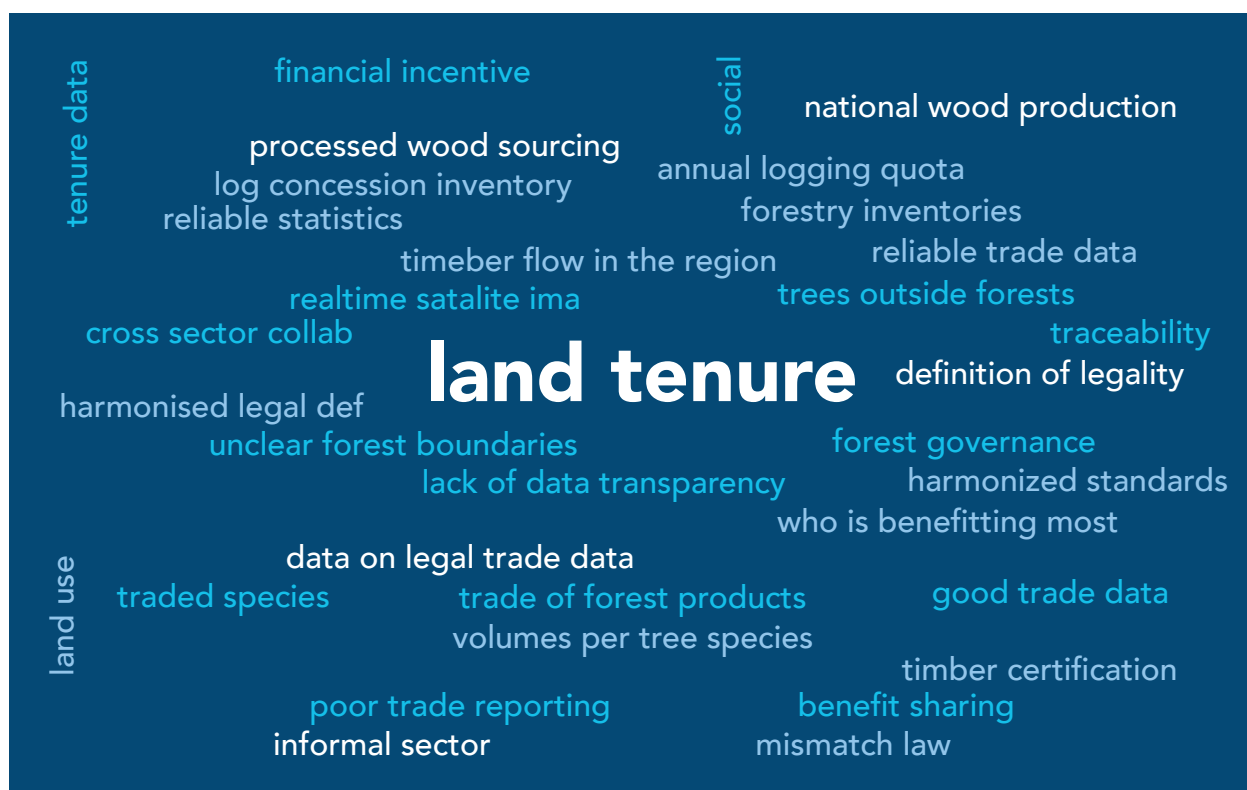 financial incentive
social
tenure data
national wood production
processed wood sourcing
annual logging quota
log concession inventory
forestry inventories
reliable statistics
reliable trade data
timeber flow in the region
realtime satalite ima
trees outside forests
cross sector collab
traceability
land tenure
definition of legality
harmonised legal def
unclear forest boundaries
forest governance
lack of data transparency
harmonized standards
who is benefitting most
data on legal trade data
land use
traded species
trade of forest products
good trade data
volumes per tree species
timber certification
poor trade reporting
benefit sharing
informal sector
mismatch law